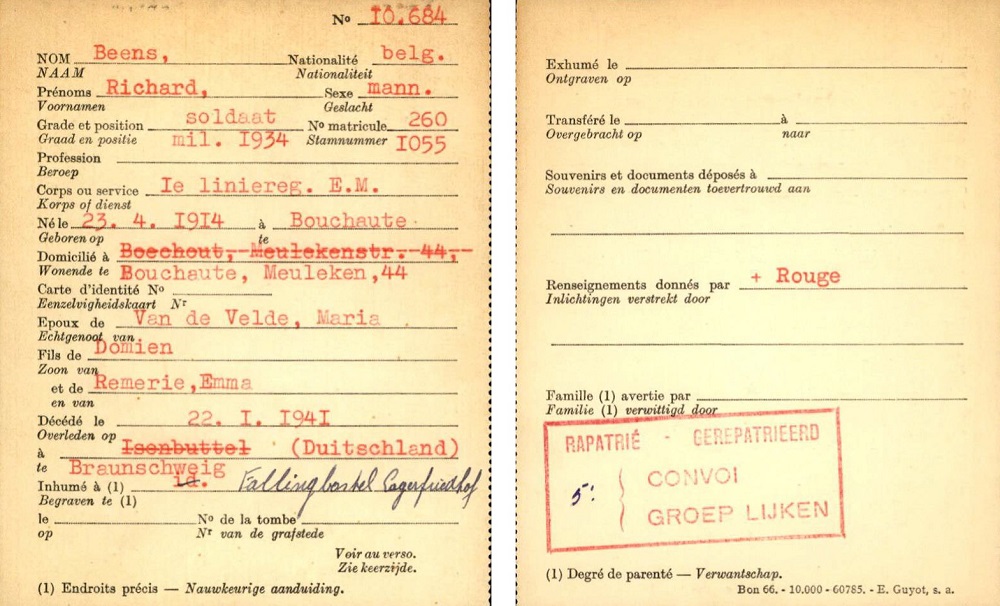 Nº 10.684
NOM Beens, Nationalité belg.
NAAM Nationaliteit
Prénoms Richard, Sexe mann.
Voornamen Geslacht
Grade et position soldaat Nº matricule 260
Graad en positie mil. I934 Stamnummer I055
Profession
Beroep
Corps ou service Ie liniereg. E.M.
Korps of dienst
Né le 23. 4. I9I4 à Bouchaute
Geboren op te
Domicilié à Boechout, Meulekenstr. 44,
Wonende te Bouchaute, Meuleken,44
Carte d'identité Nº
Eenzelvigheidskaart Nr
Epoux de Van de Velde, Maria
Echtgenoot van
Fils de Domien
Zoon van
et de Remerie,Emma
en van
Décédé le 22. I. I94I
Overleden op
à Isenbuttel (Duitschland)
te Braunschweig
Inhumé à (1) id. Fallingbostel Lagerfriedhof
Begraven te (1)
le Nº de la tombe
op Nr van de grafstede
Voir au verso.
Zie keerzijde.
(1) Endroits précis — Nauwkeurige aanduiding.
Exhumé le
Ontgraven op
Transféré le à
Overgebracht op naar
Souvenirs et documents déposés à
Souvenirs en documenten toevertrouwd aan
Renseignements donnés par + Rouge
Inlichtingen verstrekt door
Famille (1) avertie par
Familie (1) verwittigd door
RAPATRIÉ - GEREPATRIEERD
5: CONVOI
GROEP LIJKEN
(1) Degré de parenté — Verwantschap.
Bon 66. - 10.000 - 60785. - E. Guyot, s. a.